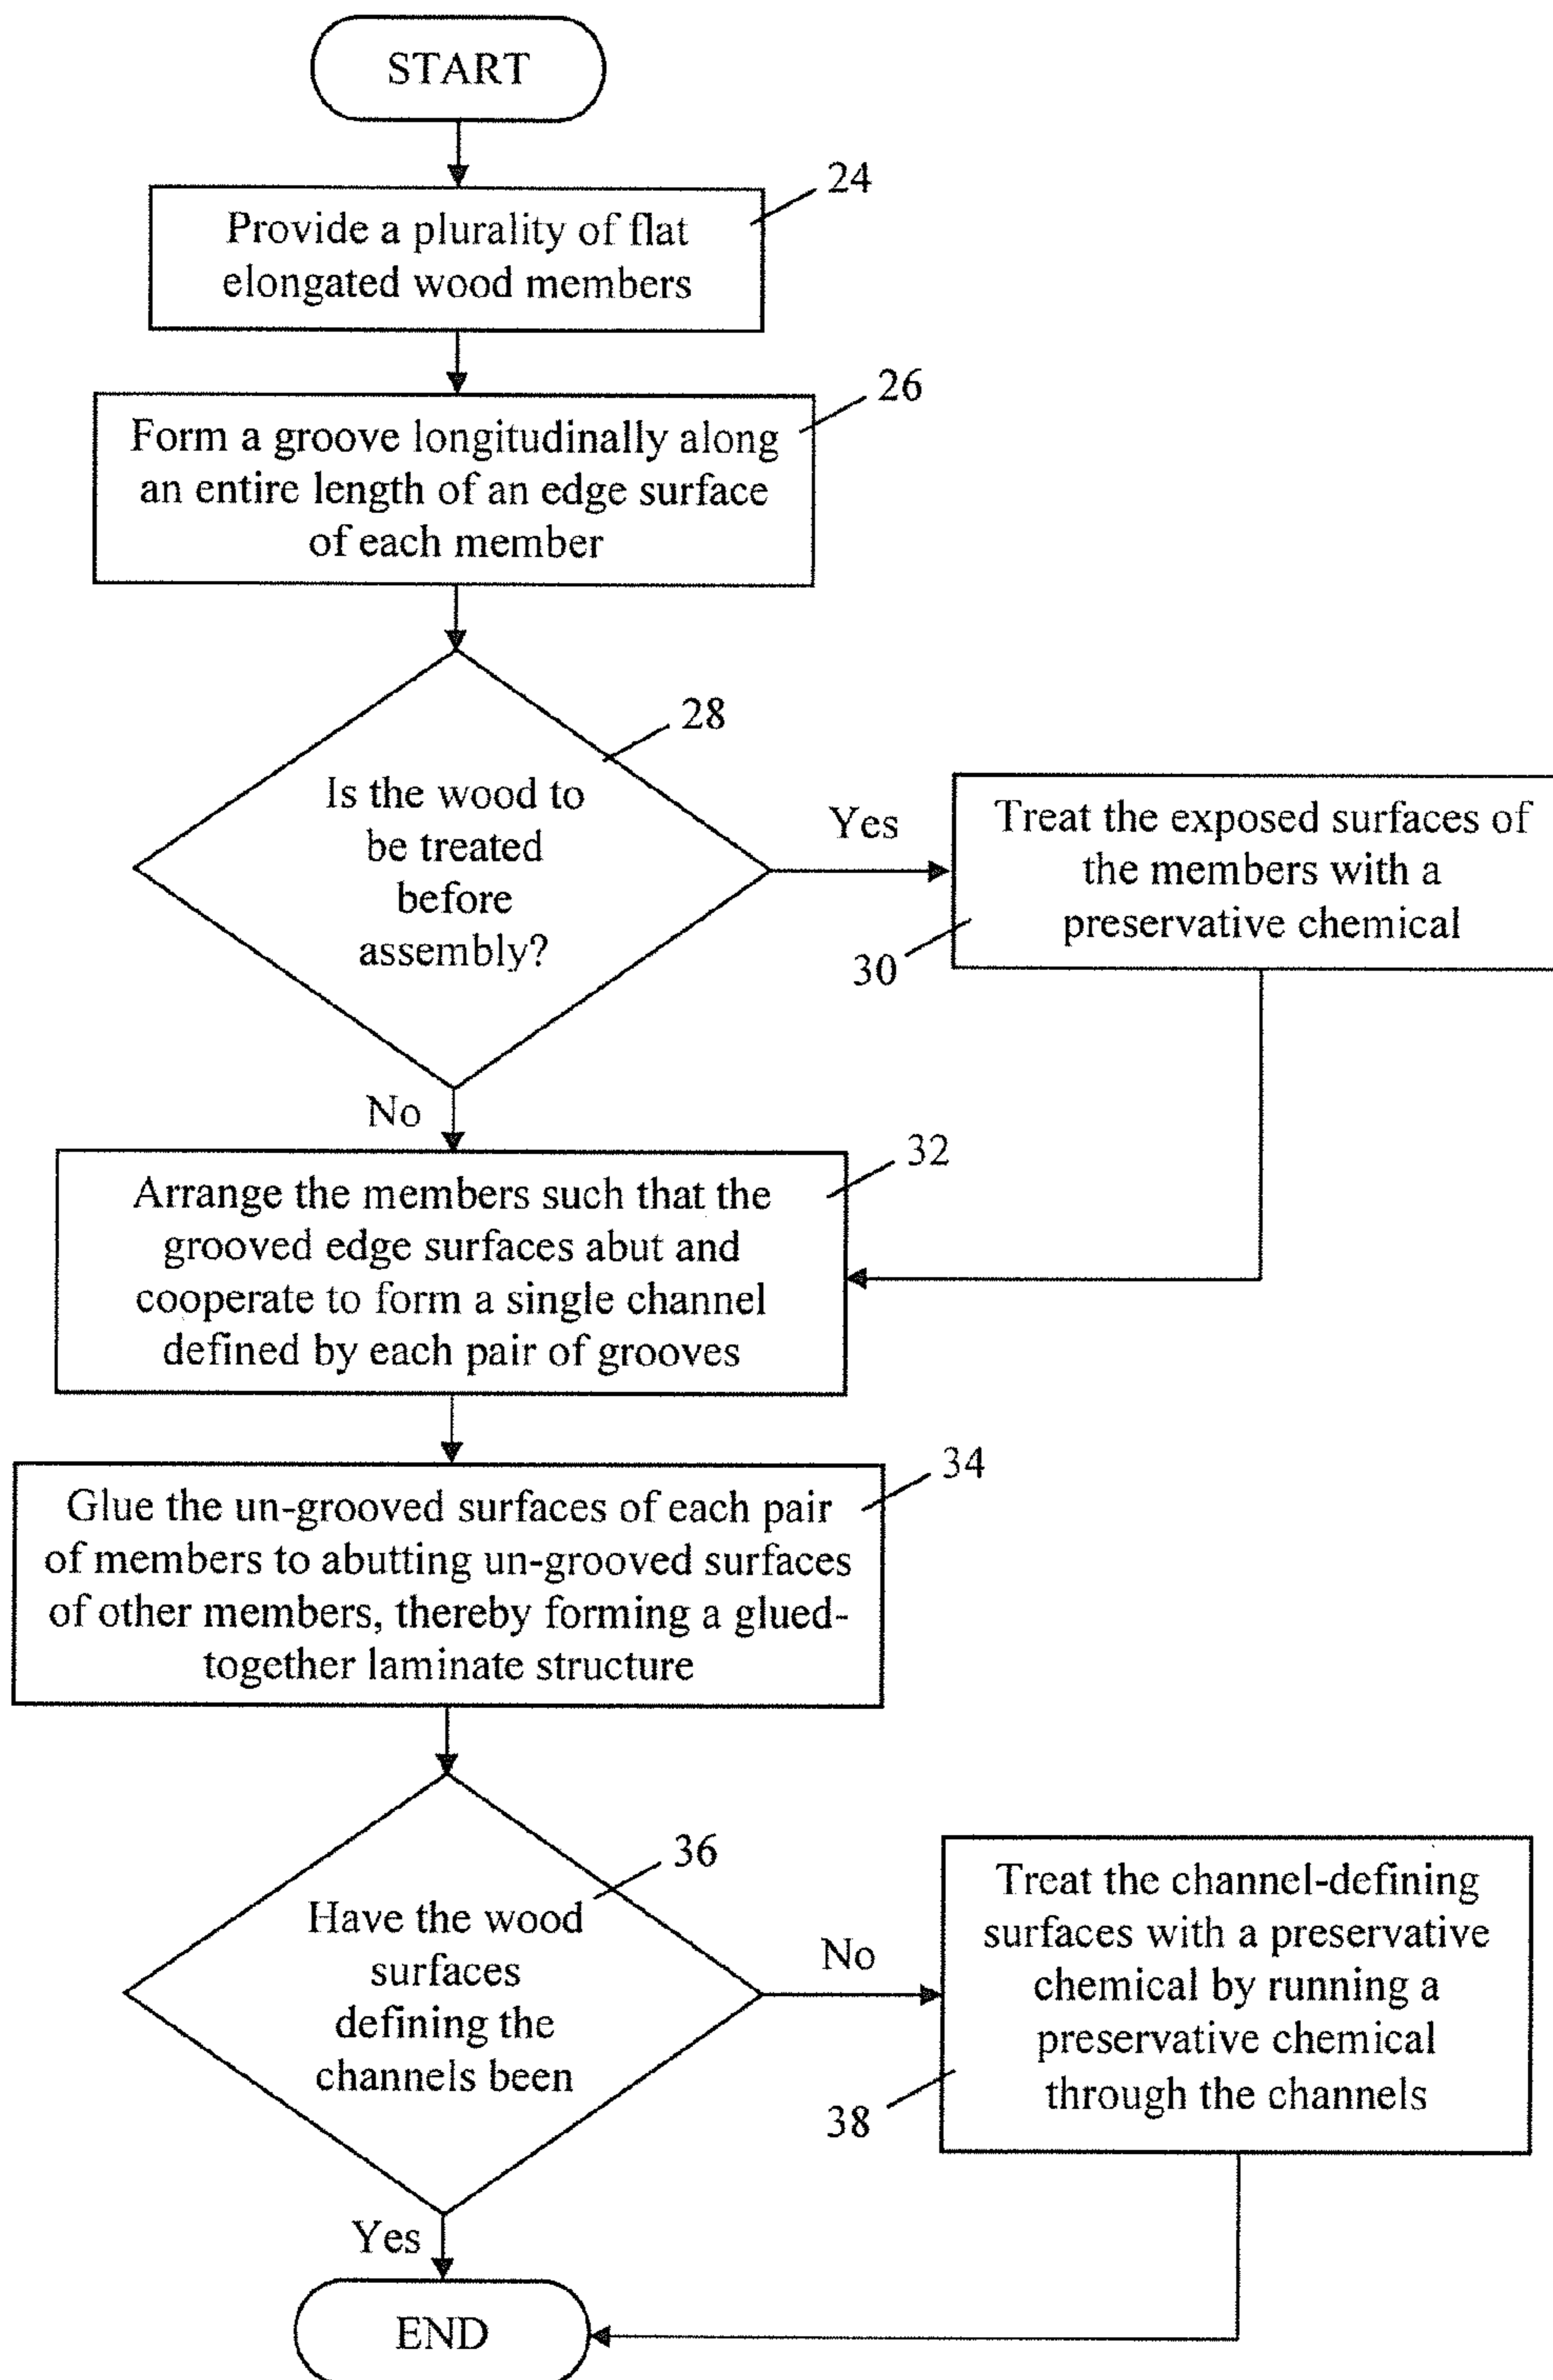 START
24
Provide a plurality of flat
elongated wood members
26
Form a groove longitudinally along
an entire length of an edge surface
of each member
28
Is the wood to
be treated
before
assembly?
Yes
Treat the exposed surfaces of
the members with a
preservative chemical
30
No
32
Arrange the members such that the
grooved edge surfaces abut and
cooperate to form a single channel
defined by each pair of grooves
34
Glue the un-grooved surfaces of each pair
of members to abutting un-grooved surfaces
of other members, thereby forming a glued-
together laminate structure
36
Have the wood
surfaces
defining the
channels been
No
Treat the channel-defining
surfaces with a preservative
chemical by running a
preservative chemical
through the channels
38
Yes
END